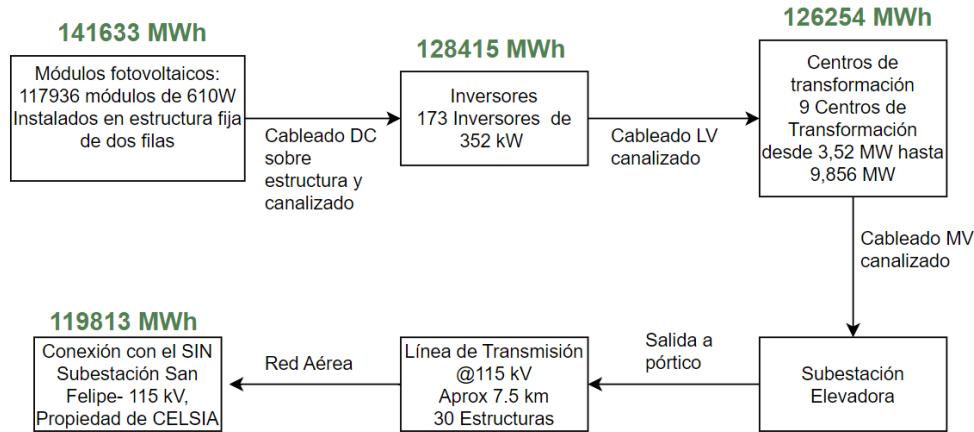 141633 MWh
Módulos fotovoltaicos:
117936 módulos de 610W
Instalados en estructura fija
de dos filas
Cableado DC
sobre
estructura y
canalizado
128415 MWh
Inversores
173 Inversores de
352 kW
Cableado LV
canalizado
126254 MWh
Centros de
transformación
9 Centros de
Transformación
desde 3,52 MW hasta
9,856 MW
Cableado MV
canalizado
Subestación
Elevadora
Salida a
pórtico
Línea de Transmisión
@115 kV
Aprox 7.5 km
30 Estructuras
Red Aérea
119813 MWh
Conexión con el SIN
Subestación San
Felipe- 115 kV,
Propiedad de CELSIA